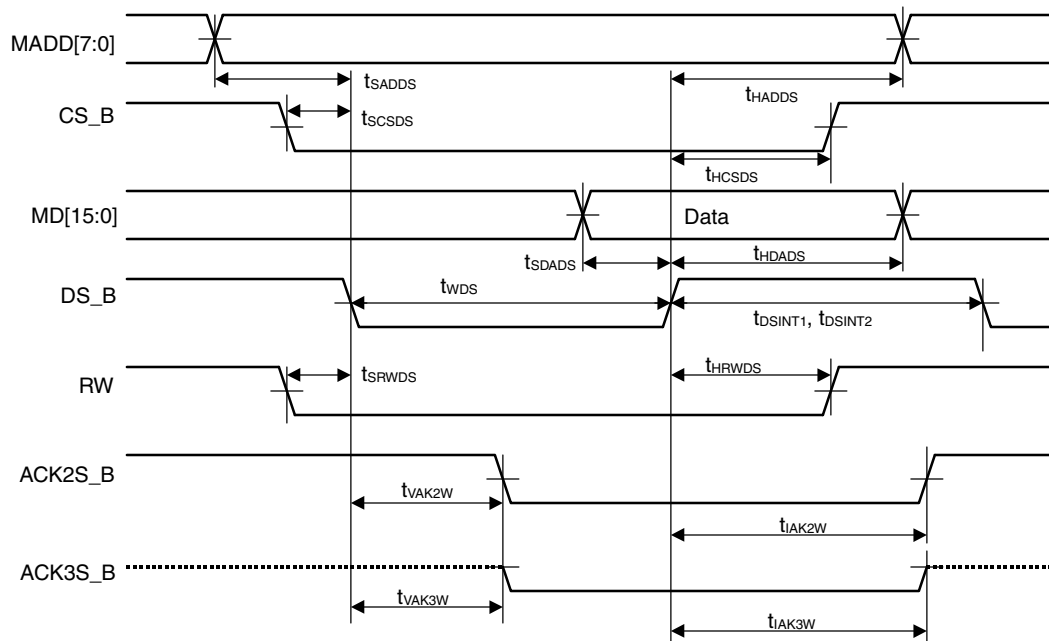 MADD[7:0]
tSADDS
tHADDS
CS_B
tSCSDS
tHCSDS
MD[15:0]
Data
tSDADS
tHDADS
DS_B
tWDS
tDSINT1, tDSINT2
RW
tSRWDS
tHRWDS
ACK2S_B
tVAK2W
tIAK2W
ACK3S_B
tVAK3W
tIAK3W